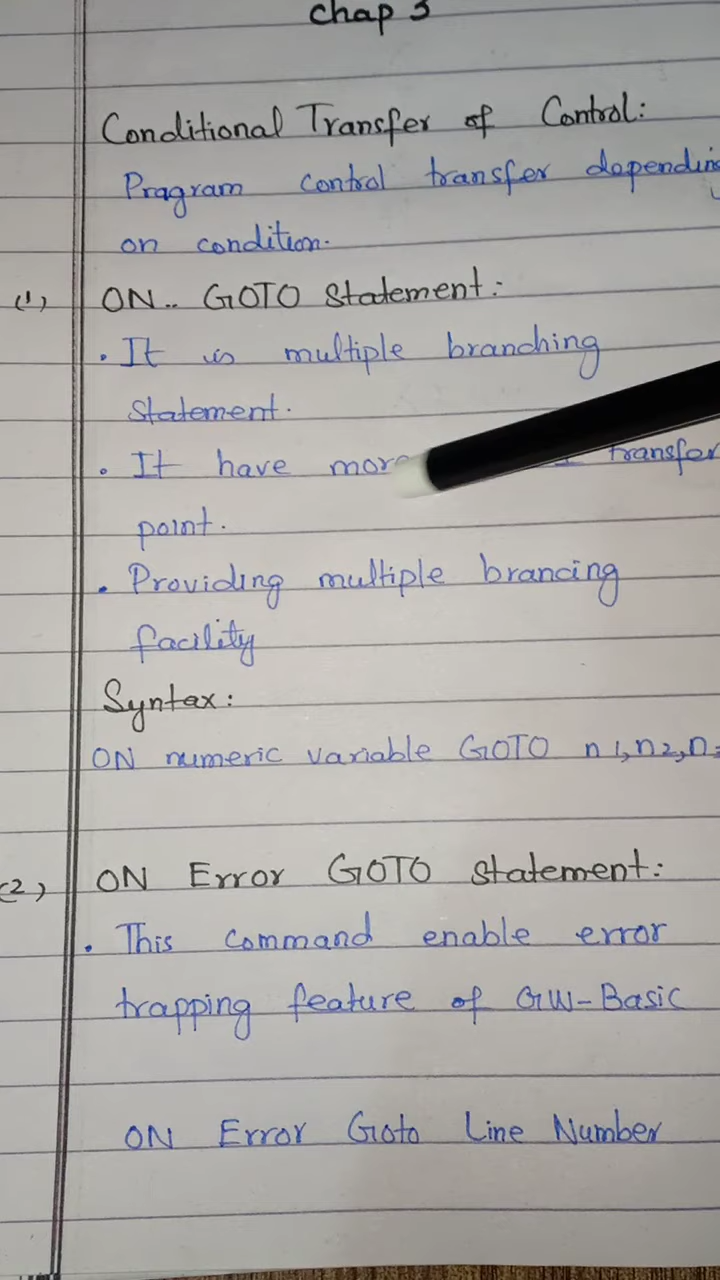 Chap 3
Conditional Transfer of Control:
Program control transfer dependin
on condition.
(1) ON.. GOTO Statement:
. It is multiple branching
statement.
. It have more transfer
point.
. Providing multiple brancing
facility
Syntax:
ON numeric variable GOTO n1,n2,n
(2) ON Error GOTO statement:
. This command enable error
trapping feature of GW-Basic
ON Error Goto Line Number